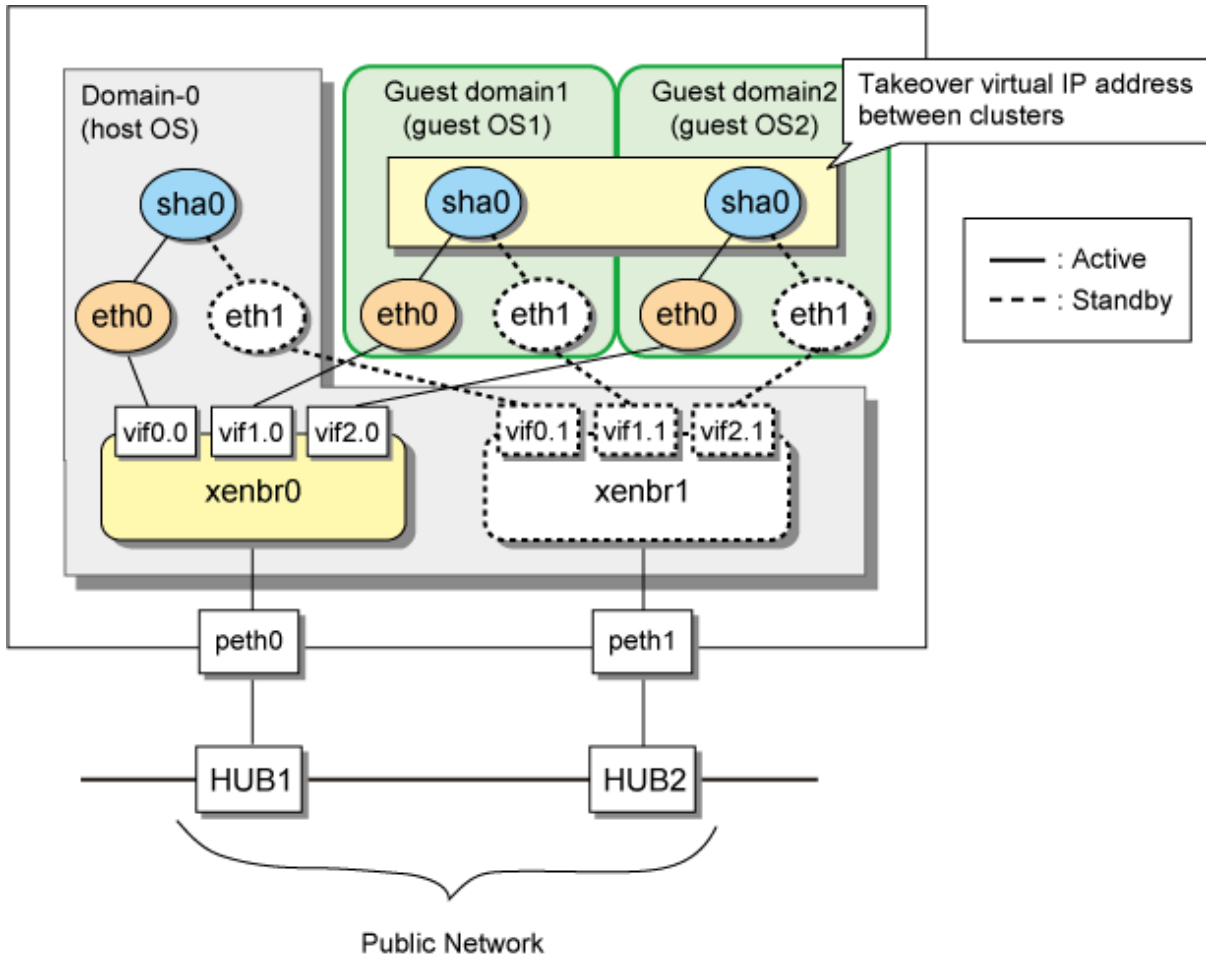 Domain-0
(host OS)
Guest domain1
(guest OS1)
Guest domain2
(guest OS2)
Takeover virtual IP address
between clusters
sha0
sha0
sha0
eth0
eth1
eth0
eth1
eth0
eth1
: Active
: Standby
vif0.0
vif1.0
vif2.0
vif0.1
vif1.1
vif2.1
xenbr0
xenbr1
peth0
peth1
HUB1
HUB2
Public Network